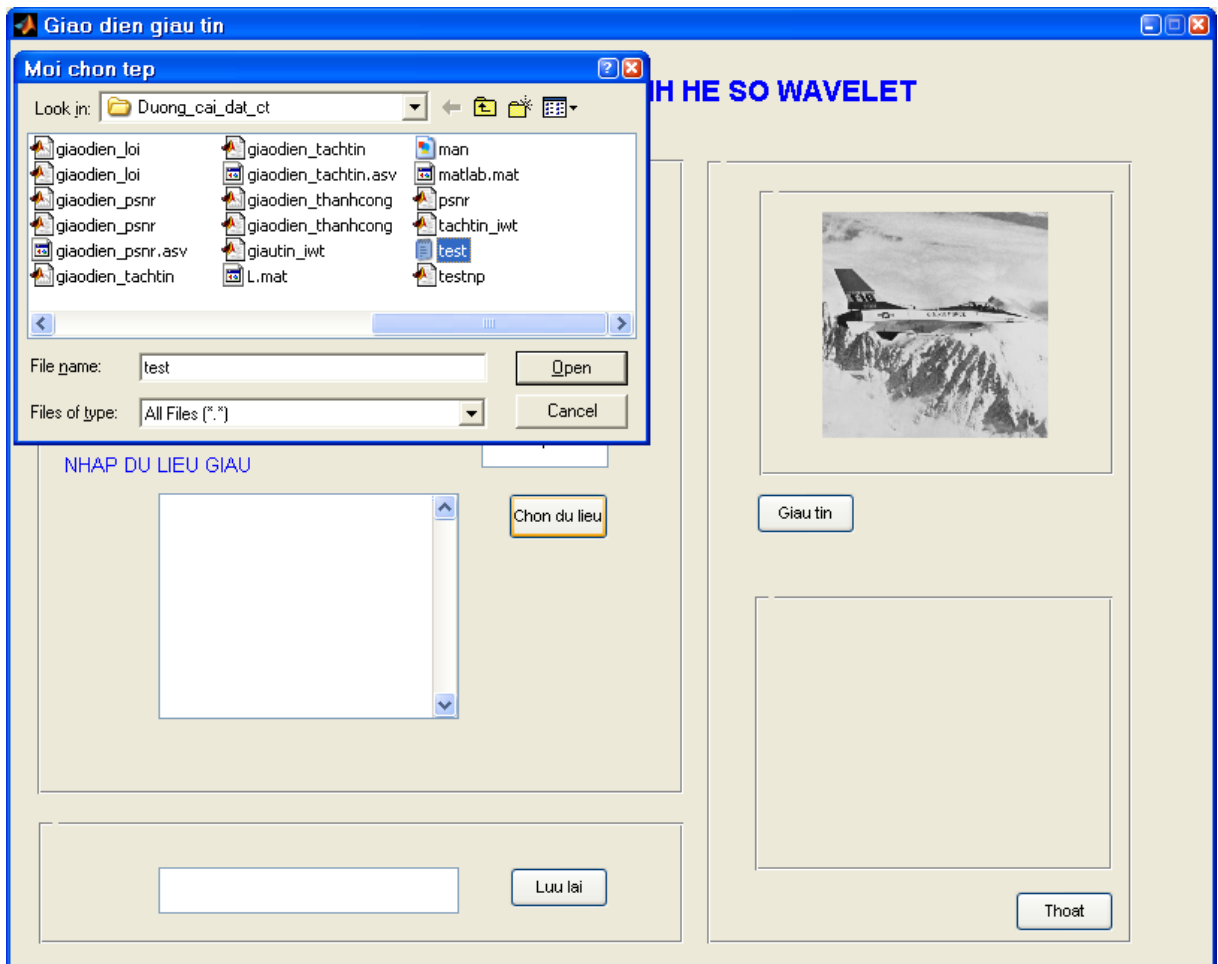 Giao dien giau tin
Moi chon tep
Look in: Duong_cai_dat_ct
giaodien_loi
giaodien_loi
giaodien_psnr
giaodien_psnr
giaodien_psnr.asv
giaodien_tachtin
giaodien_tachtin
giaodien_tachtin.asv
giaodien_thanhcong
giaodien_thanhcong
giautin_iwt
L.mat
man
matlab.mat
psnr
tachtin_iwt
test
testnp
File name: test
Open
Files of type: All Files (*.*)
Cancel
HE SO WAVELET
NHAP DU LIEU GIAU
Chon du lieu
Luu lai
F16
Giau tin
Thoat